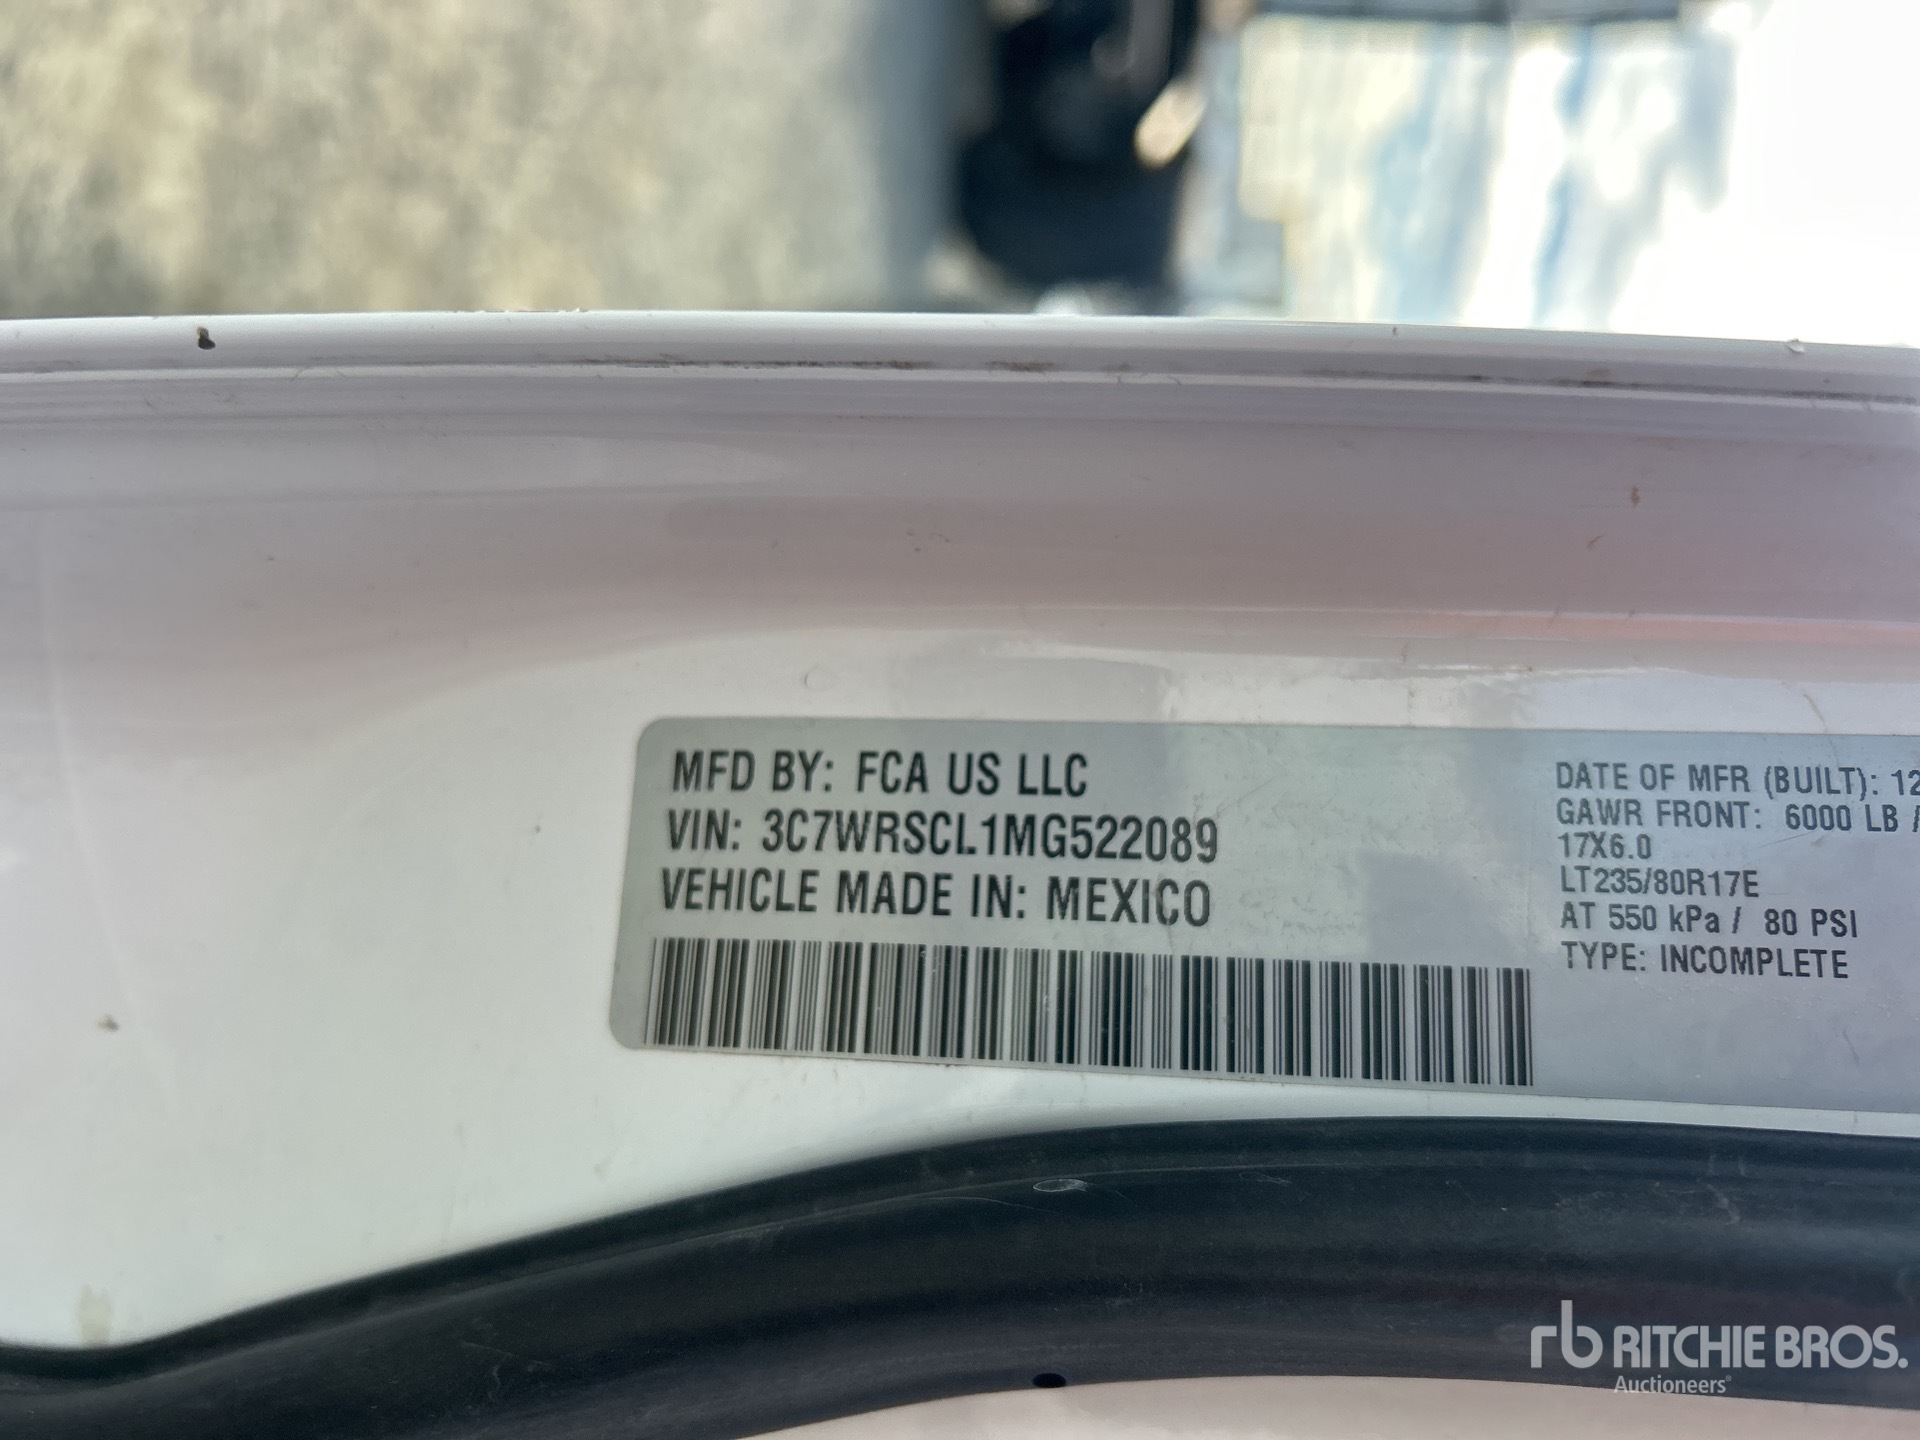 MFD BY: FCA US LLC
VIN: 3C7WRSCL1MG522089
VEHICLE MADE IN: MEXICO
DATE OF MFR (BUILT): 12
GAWR FRONT: 6000 LB /
17X6.0
LT235/80R17E
AT 550 kPa / 80 PSI
TYPE: INCOMPLETE
rb RITCHIE BROS.
Auctioneers®